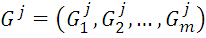 G^j = (G_1^j, G_2^j, ..., G_m^j)